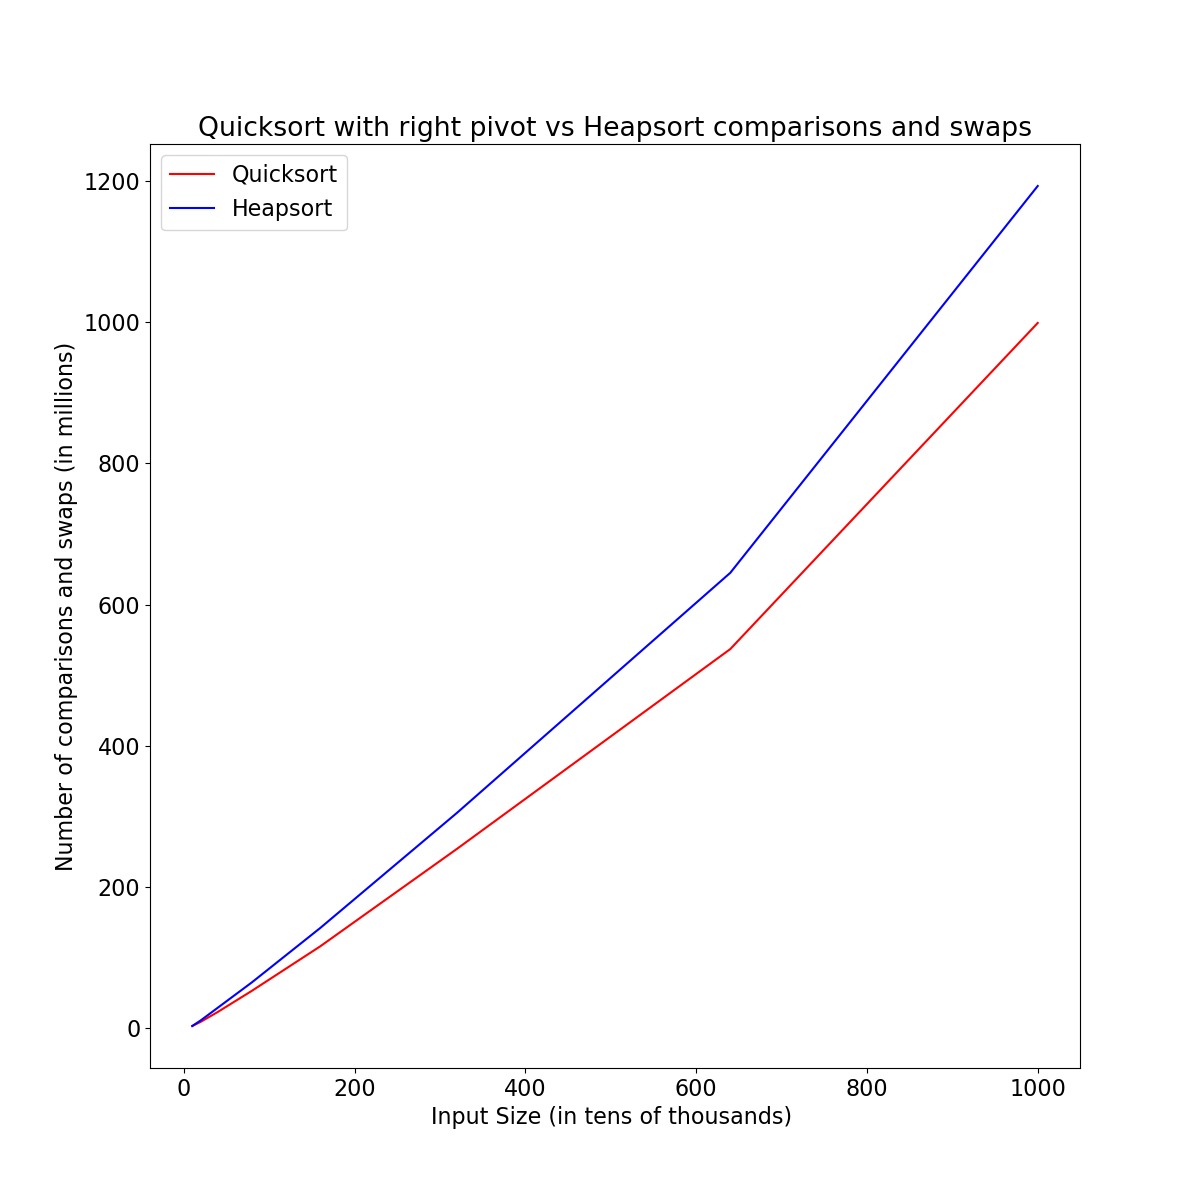 Quicksort with right pivot vs Heapsort comparisons and swaps
Quicksort
Heapsort
1200
1000
800
600
400
200
0
Number of comparisons and swaps (in millions)
0 200 400 600 800 1000
Input Size (in tens of thousands)